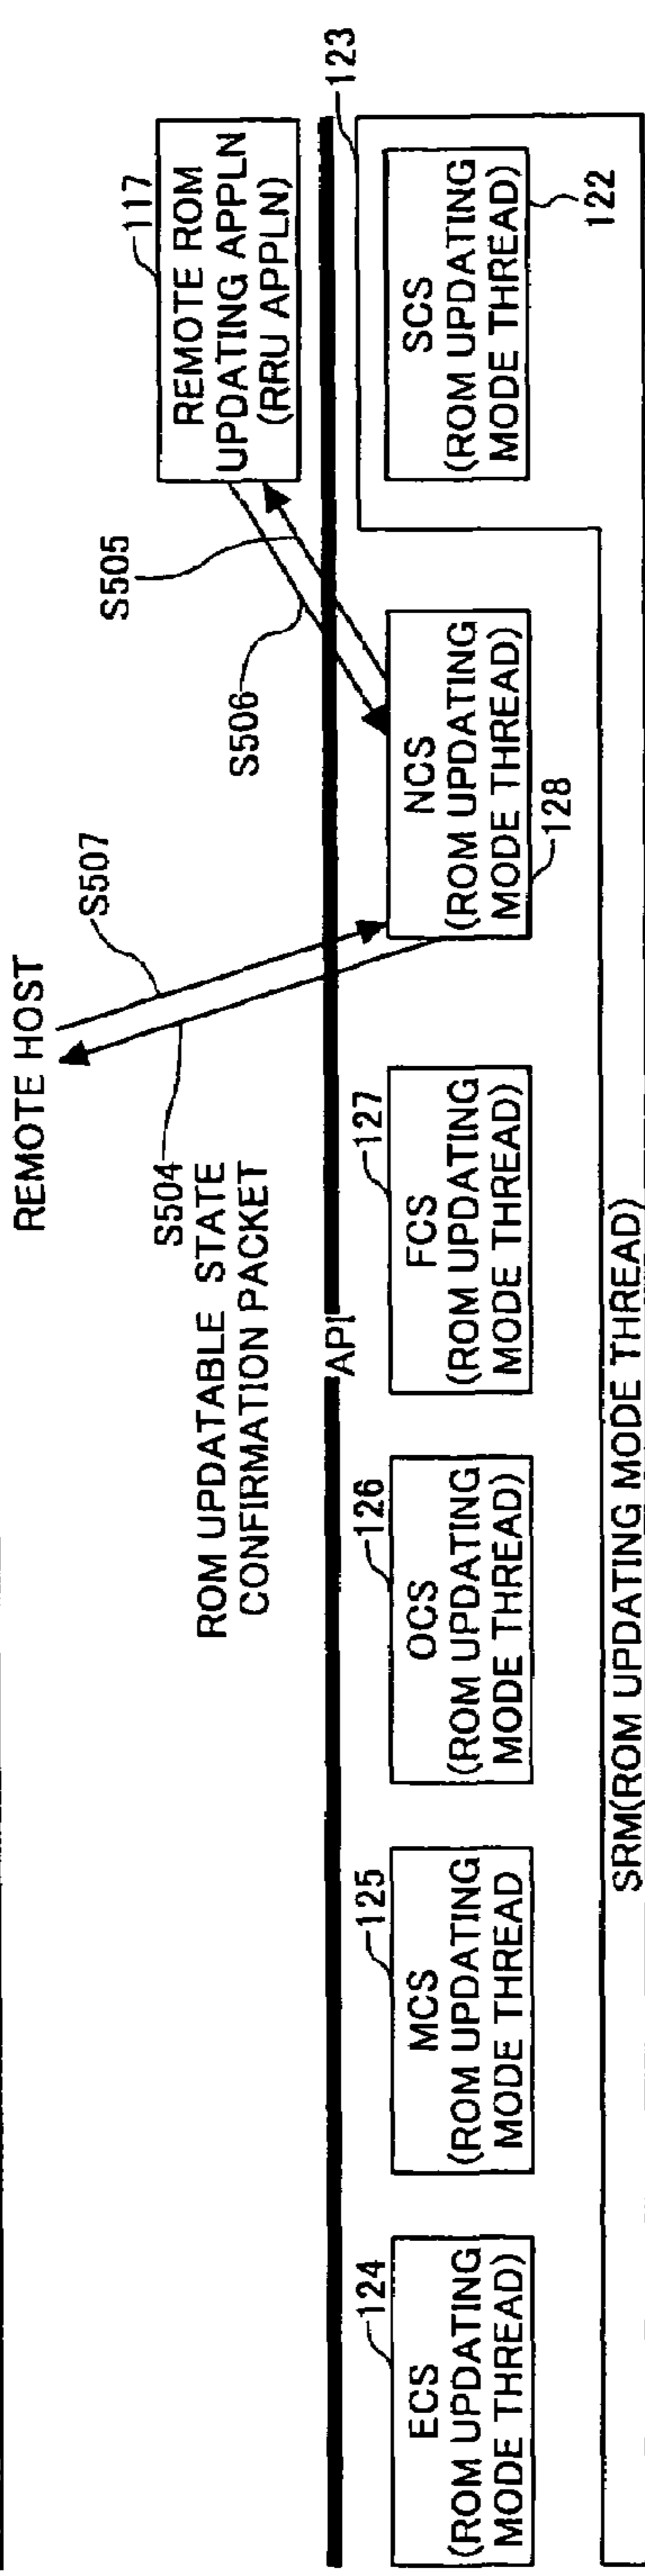 REMOTE HOST
S504
S507
ROM UPDATABLE STATE
CONFIRMATION PACKET
S506
S505
117
REMOTE ROM
UPDATING APPLN
(RRU APPLN)
API
123
124
ECS
(ROM UPDATING
MODE THREAD)
125
MCS
(ROM UPDATING
MODE THREAD
126
OCS
(ROM UPDATING
MODE THREAD)
127
FCS
(ROM UPDATING
MODE THREAD)
NCS
(ROM UPDATING
MODE THREAD)
128
SCS
(ROM UPDATING
MODE THREAD)
122
SRM(ROM UPDATING MODE THREAD)